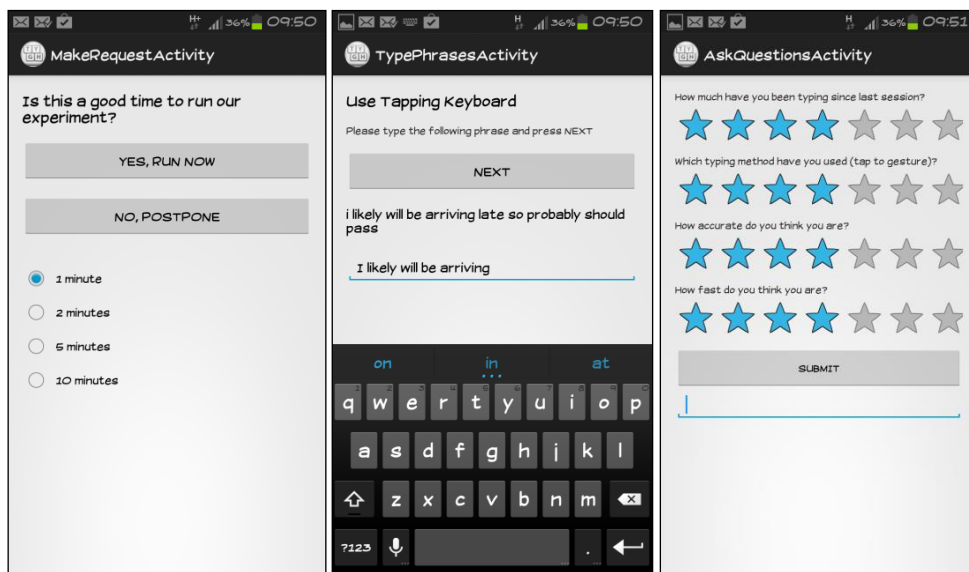 36% 09:50
MakeRequestActivity
Is this a good time to run our
experiment?
YES, RUN NOW
NO, POSTPONE
1 minute
2 minutes
5 minutes
10 minutes
H 36% 09:50
TypePhrasesActivity
Use Tapping Keyboard
Please type the following phrase and press NEXT
NEXT
i likely will be arriving late so probably should
pass
I likely will be arriving
on in at
q w e r t y u i o p
a s d f g h j k l
z x c v b n m
?123 .
H 36% 09:51
AskQuestionsActivity
How much have you been typing since last session?
Which typing method have you used (tap to gesture)?
How accurate do you think you are?
How fast do you think you are?
SUBMIT